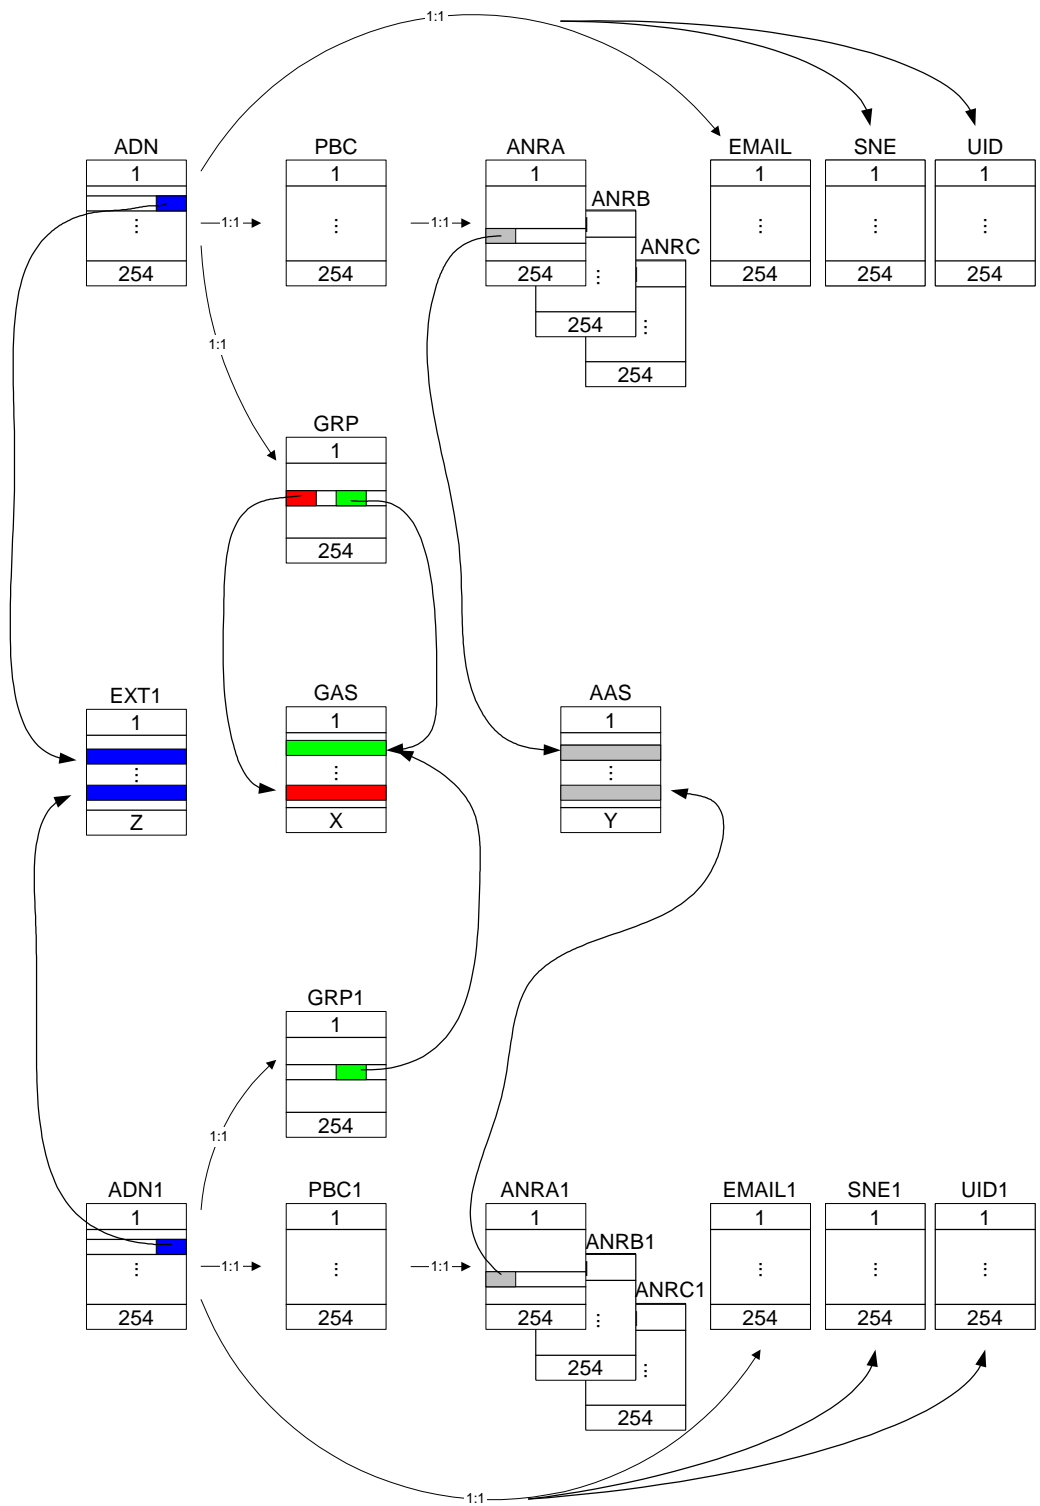 1:1
ADN PBC ANRA EMAIL SNE UID
1 1 1 1 1 1
ANRB
⋮ 1:1 ⋮ 1:1 ⋮ ⋮ ⋮
ANRC
254 254 254 ⋮ 254 254 254
254 ⋮
1:1
254
GRP
1
254
EXT1 GAS AAS
1 1 1
⋮ ⋮ ⋮
Z X Y
GRP1
1
254
1:1
ADN1 PBC1 ANRA1 EMAIL1 SNE1 UID1
1 1 1 1 1 1
ANRB1
⋮ 1:1 ⋮ 1:1 ⋮ ⋮ ⋮
ANRC1
254 254 254 ⋮ 254 254 254
254 ⋮
254
1:1